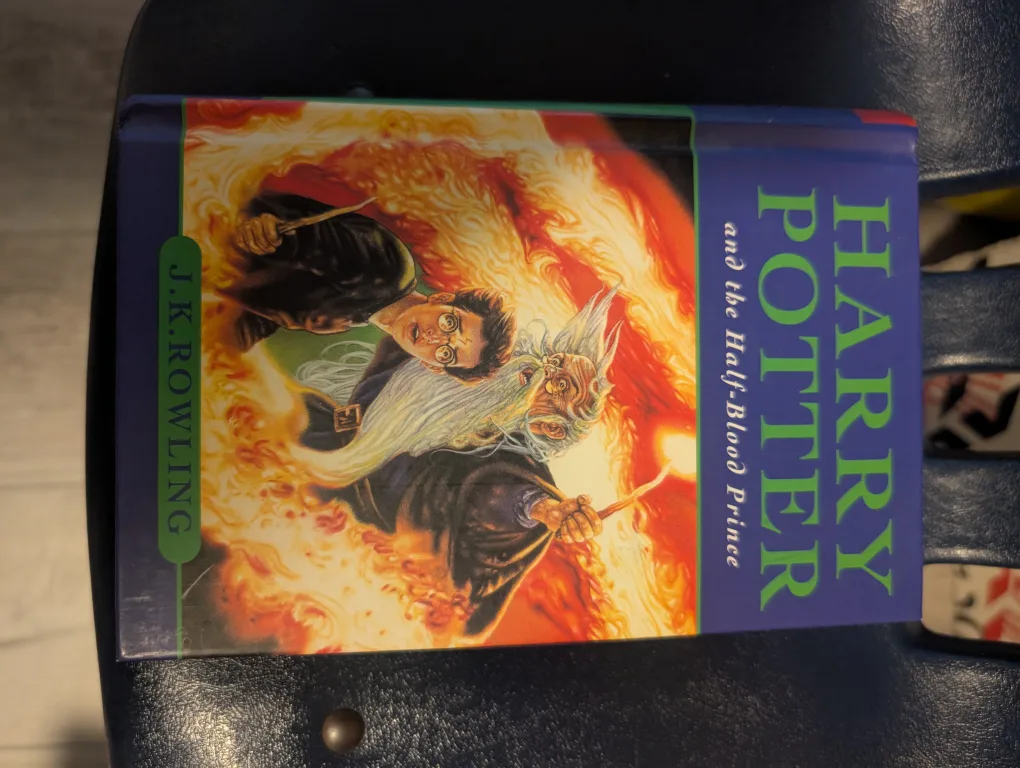 HARRY
POTTER
and the Half-Blood Prince
J.K.ROWLING